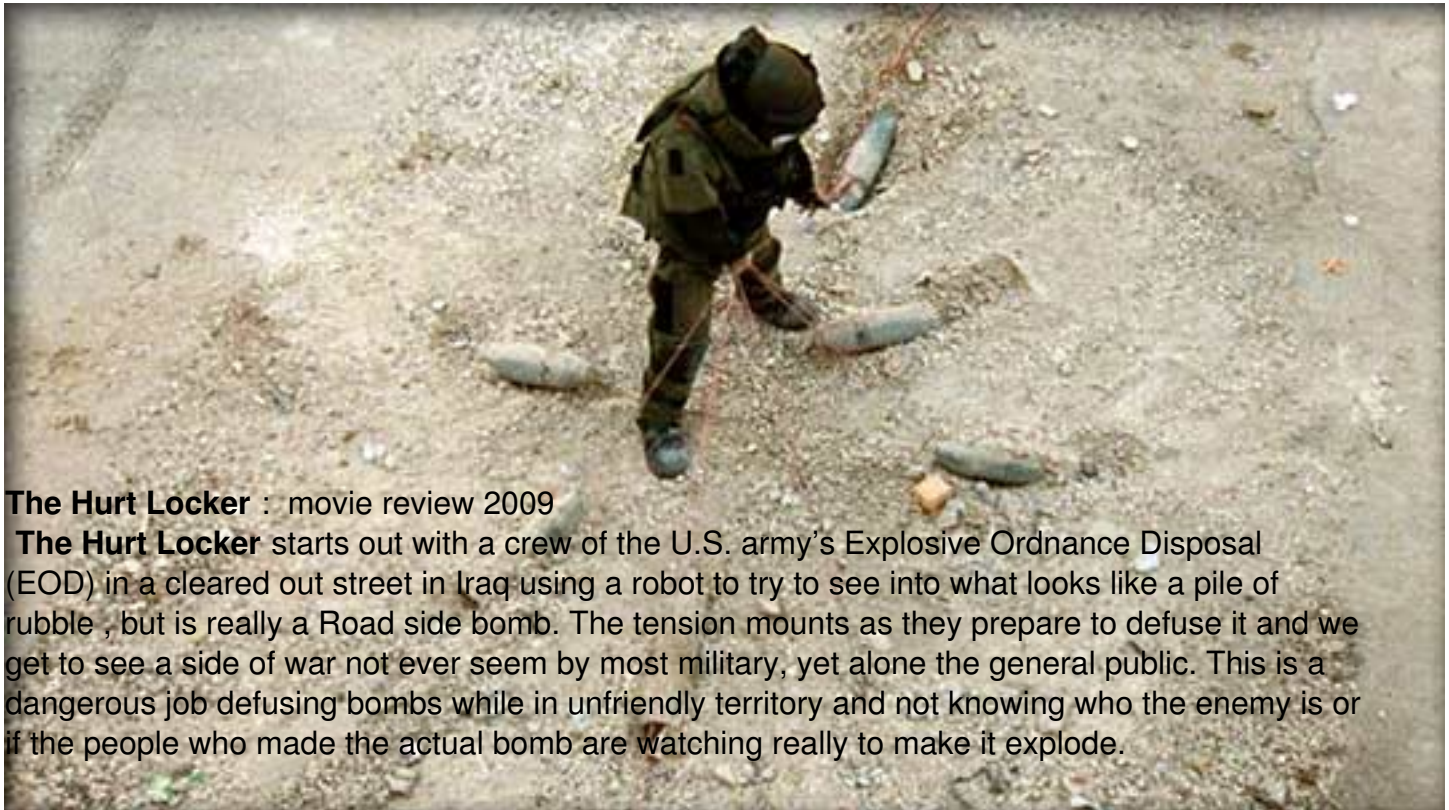 The Hurt Locker : movie review 2009
The Hurt Locker starts out with a crew of the U.S. army’s Explosive Ordnance Disposal
(EOD) in a cleared out street in Iraq using a robot to try to see into what looks like a pile of
rubble , but is really a Road side bomb. The tension mounts as they prepare to defuse it and we
get to see a side of war not ever seem by most military, yet alone the general public. This is a
dangerous job defusing bombs while in unfriendly territory and not knowing who the enemy is or
if the people who made the actual bomb are watching really to make it explode.